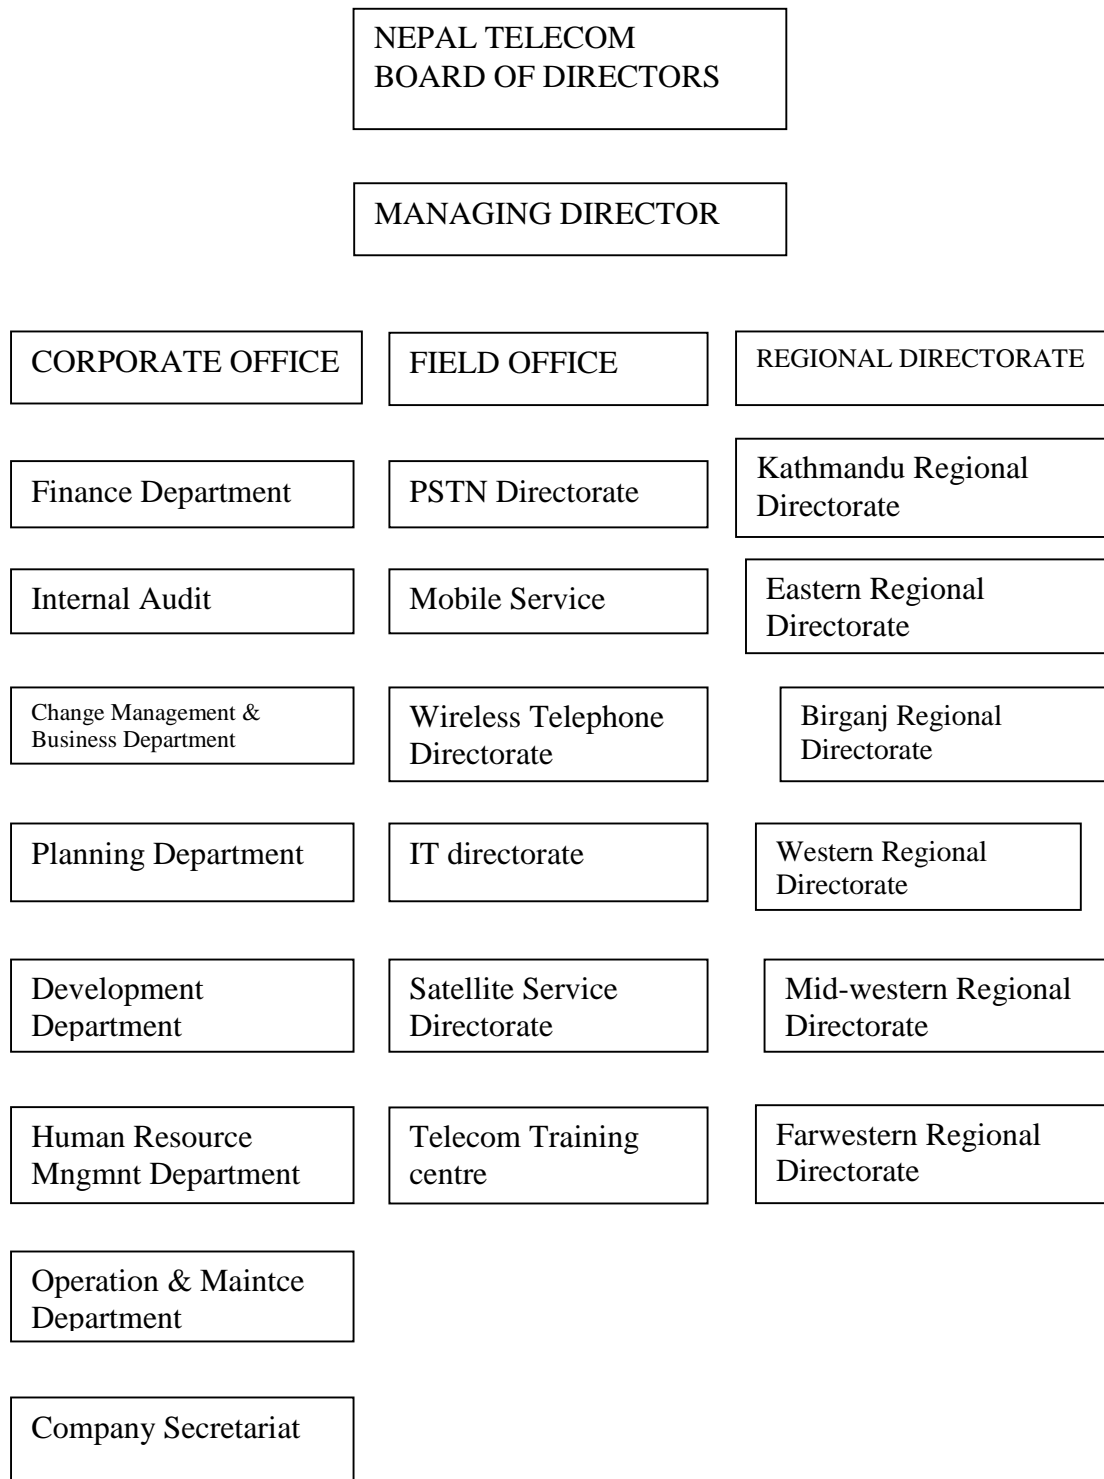 NEPAL TELECOM
BOARD OF DIRECTORS
MANAGING DIRECTOR
CORPORATE OFFICE
FIELD OFFICE
REGIONAL DIRECTORATE
Finance Department
PSTN Directorate
Kathmandu Regional
Directorate
Internal Audit
Mobile Service
Eastern Regional
Directorate
Change Management &
Business Department
Wireless Telephone
Directorate
Birganj Regional
Directorate
Planning Department
IT directorate
Western Regional
Directorate
Development
Department
Satellite Service
Directorate
Mid-western Regional
Directorate
Human Resource
Mngmnt Department
Telecom Training
centre
Farwestern Regional
Directorate
Operation & Maintce
Department
Company Secretariat